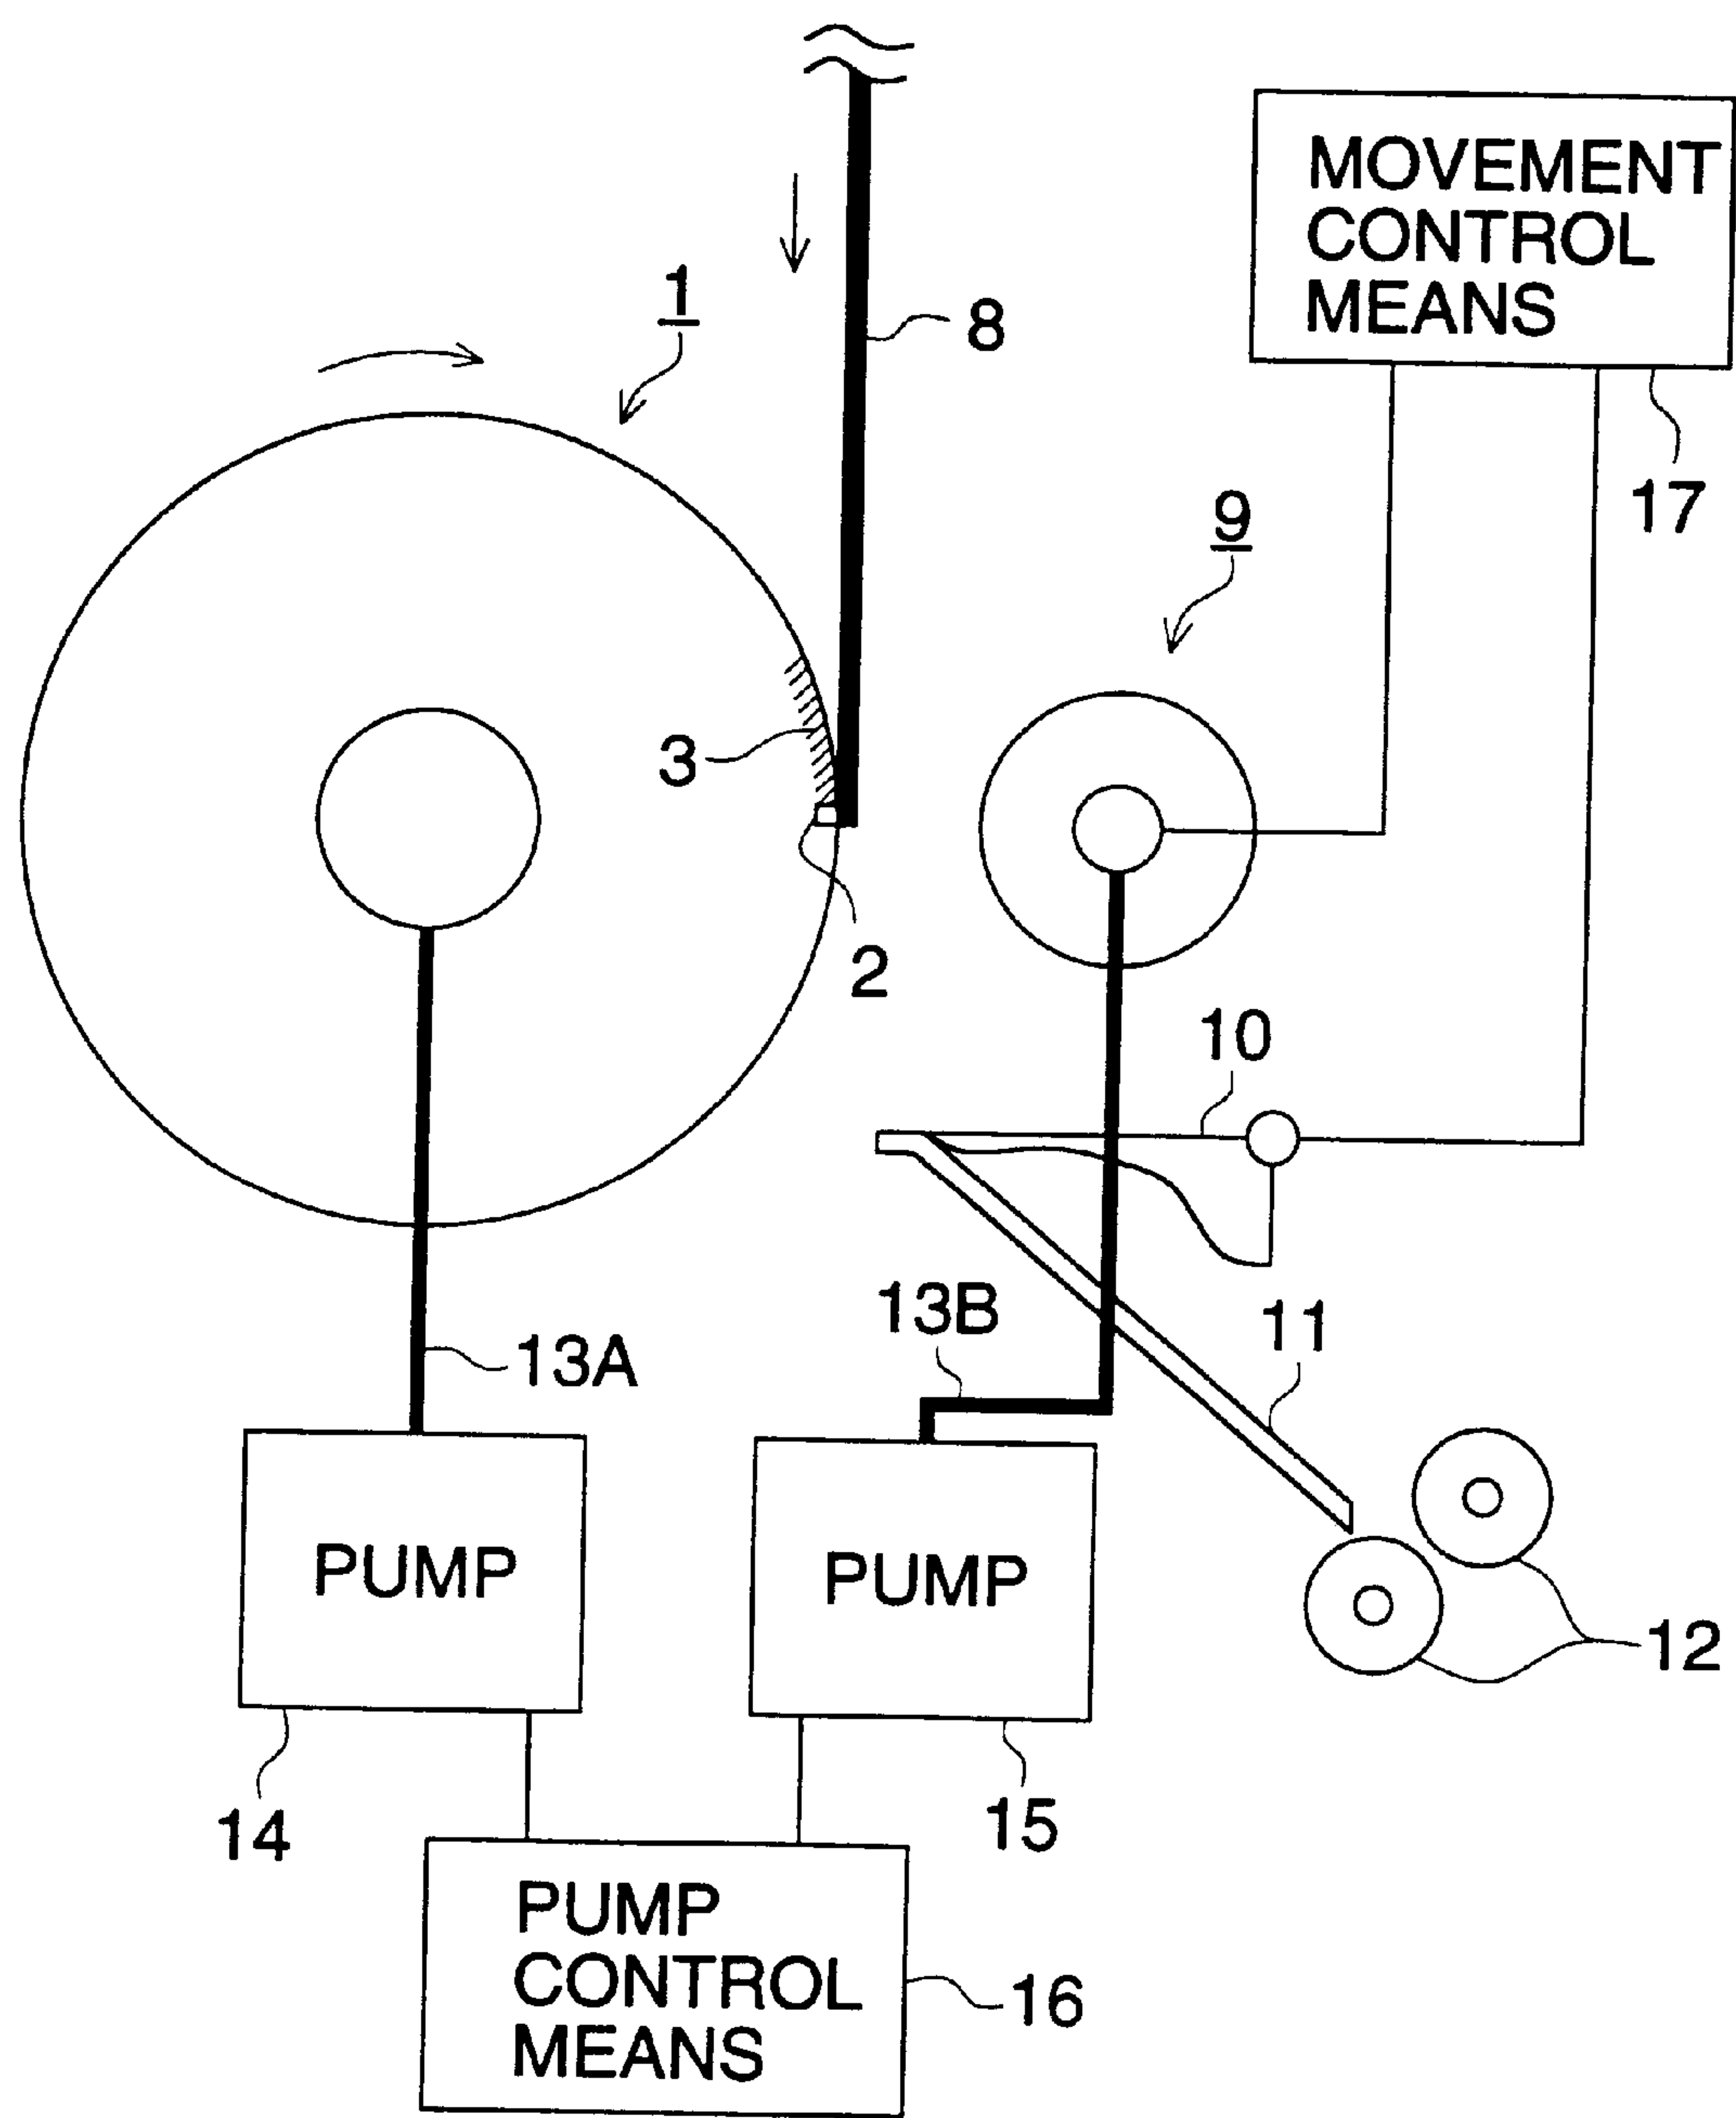 MOVEMENT
CONTROL
MEANS
1
8
17
9
3
2
10
13B
11
13A
PUMP
PUMP
12
14
15
PUMP
CONTROL
MEANS
16